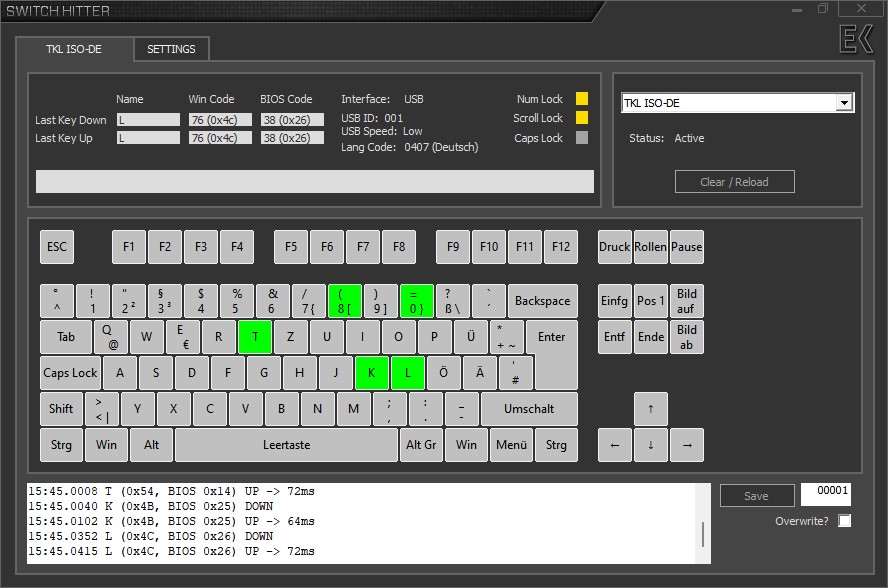 SWITCH HITTER
EK
TKL ISO-DE SETTINGS
Name Win Code BIOS Code Interface: USB Num Lock
Last Key Down L 76 (0x4c) 38 (0x26) USB ID: 001 Scroll Lock
Last Key Up L 76 (0x4c) 38 (0x26) USB Speed: Low Caps Lock
Lang Code: 0407 (Deutsch)
TKL ISO-DE
Status: Active
Clear / Reload
ESC F1 F2 F3 F4 F5 F6 F7 F8 F9 F10 F11 F12 Druck Rollen Pause
° ! " § $ % & / ( ) = ? `
^ 1 2 ² 3 ³ 4 5 6 7 { 8 [ 9 ] 0 } ß \ ´ Backspace Einfg Pos 1 Bild auf
Tab Q @ W E € R T Z U I O P Ü * + ~ Enter Entf Ende Bild ab
Caps Lock A S D F G H J K L Ö Ä ' #
Shift > < | Y X C V B N M ; , : . _ - Umschalt ↑
Strg Win Alt Leertaste Alt Gr Win Menü Strg ← ↓ →
15:45.0008 T (0x54, BIOS 0x14) UP -> 72ms
15:45.0040 K (0x4B, BIOS 0x25) DOWN
15:45.0102 K (0x4B, BIOS 0x25) UP -> 64ms
15:45.0352 L (0x4C, BIOS 0x26) DOWN
15:45.0415 L (0x4C, BIOS 0x26) UP -> 72ms
Save 00001
Overwrite?